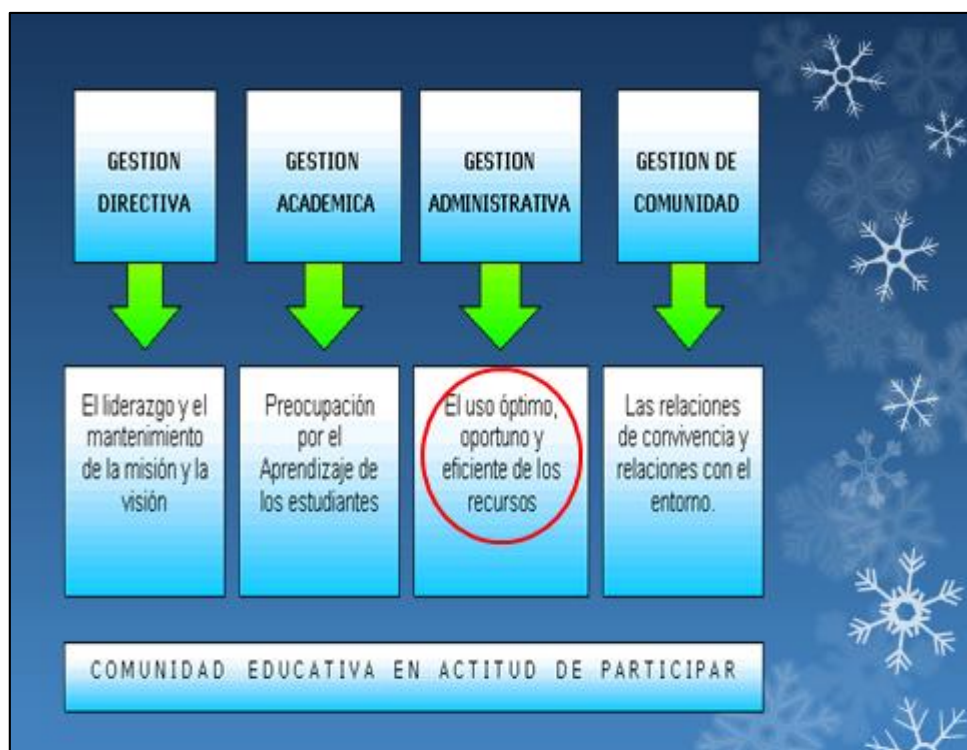 GESTION
DIRECTIVA
GESTION
ACADEMICA
GESTION
ADMINISTRATIVA
GESTION DE
COMUNIDAD
El liderazgo y el
mantenimiento
de la misión y la
visión
Preocupación
por el
Aprendizaje de
los estudiantes
El uso óptimo,
oportuno y
eficiente de los
recursos
Las relaciones
de convivencia y
relaciones con el
entorno.
COMUNIDAD EDUCATIVA EN ACTITUD DE PARTICIPAR